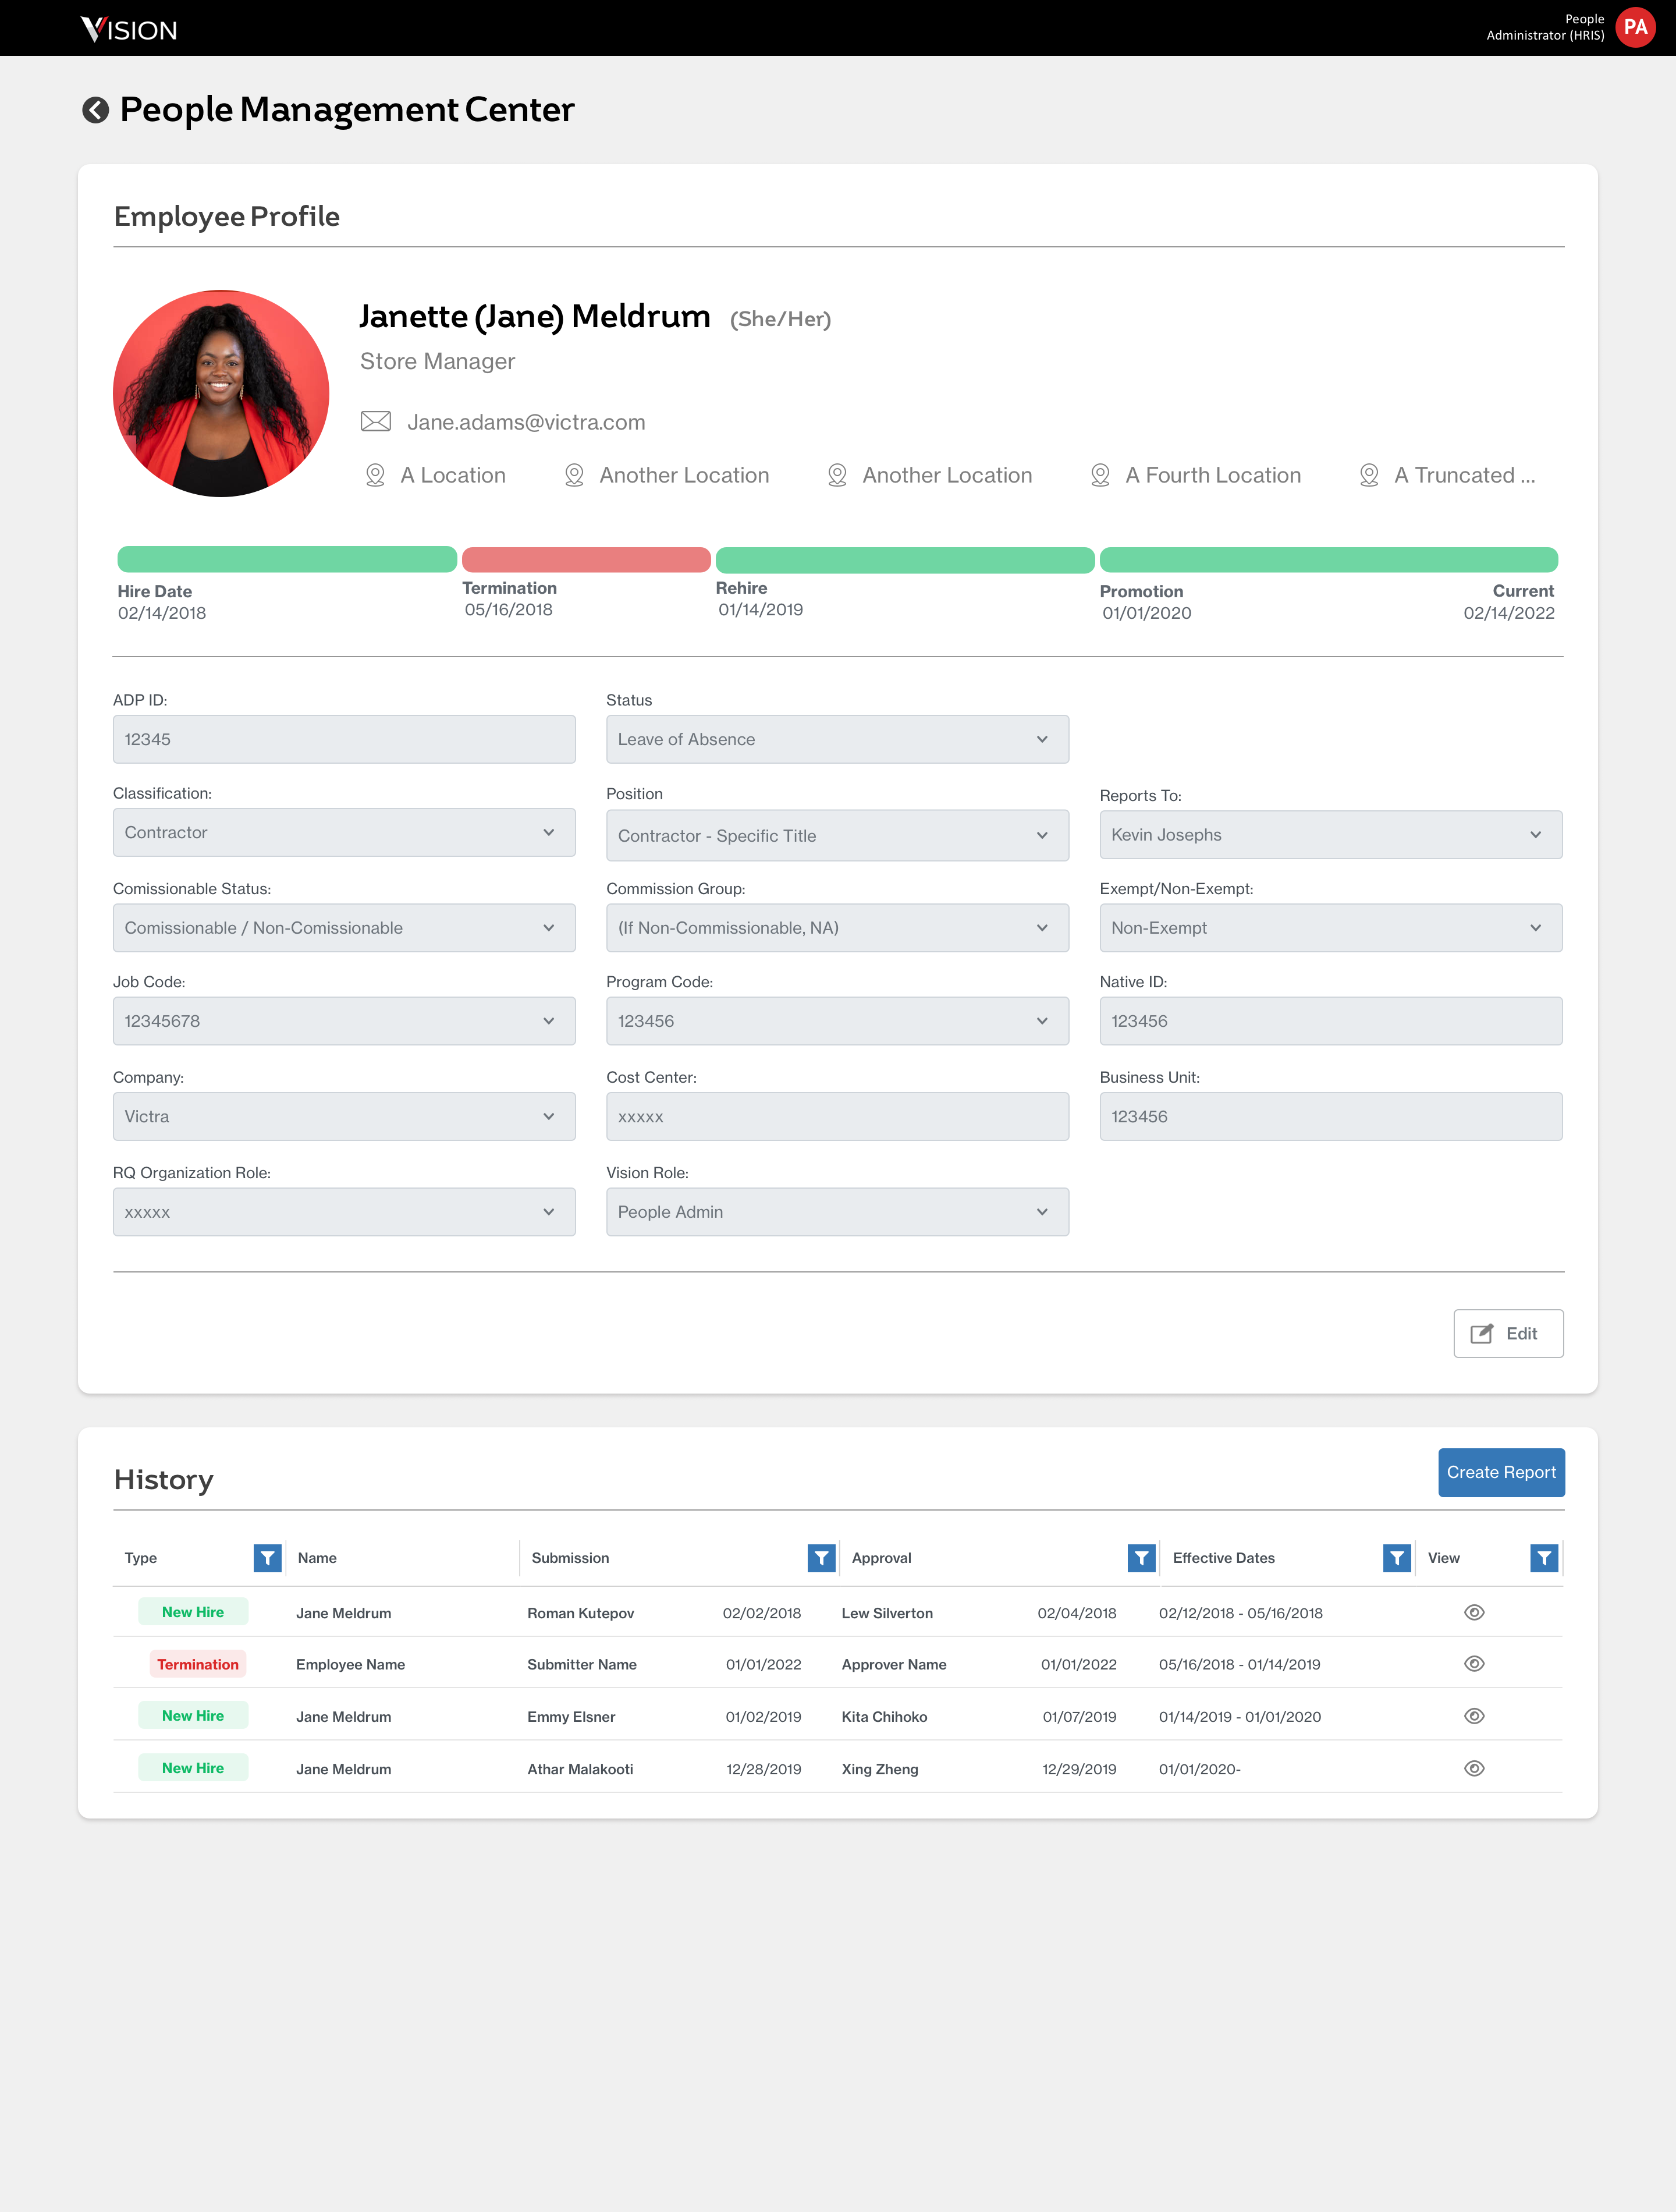 VISION
People
Administrator (HRIS)
PA
People Management Center
Employee Profile
Janette (Jane) Meldrum (She/Her)
Store Manager
Jane.adams@victra.com
A Location Another Location Another Location A Fourth Location A Truncated ...
Hire Date Termination Rehire Promotion Current
02/14/2018 05/16/2018 01/14/2019 01/01/2020 02/14/2022
ADP ID: Status
12345 Leave of Absence
Classification: Position Reports To:
Contractor Contractor - Specific Title Kevin Josephs
Comissionable Status: Commission Group: Exempt/Non-Exempt:
Comissionable / Non-Comissionable (If Non-Commissionable, NA) Non-Exempt
Job Code: Program Code: Native ID:
12345678 123456 123456
Company: Cost Center: Business Unit:
Victra xxxxx 123456
RQ Organization Role: Vision Role:
xxxxx People Admin
Edit
History
Create Report
Type Name Submission Approval Effective Dates View
New Hire Jane Meldrum Roman Kutepov 02/02/2018 Lew Silverton 02/04/2018 02/12/2018 - 05/16/2018
Termination Employee Name Submitter Name 01/01/2022 Approver Name 01/01/2022 05/16/2018 - 01/14/2019
New Hire Jane Meldrum Emmy Elsner 01/02/2019 Kita Chihoko 01/07/2019 01/14/2019 - 01/01/2020
New Hire Jane Meldrum Athar Malakooti 12/28/2019 Xing Zheng 12/29/2019 01/01/2020-